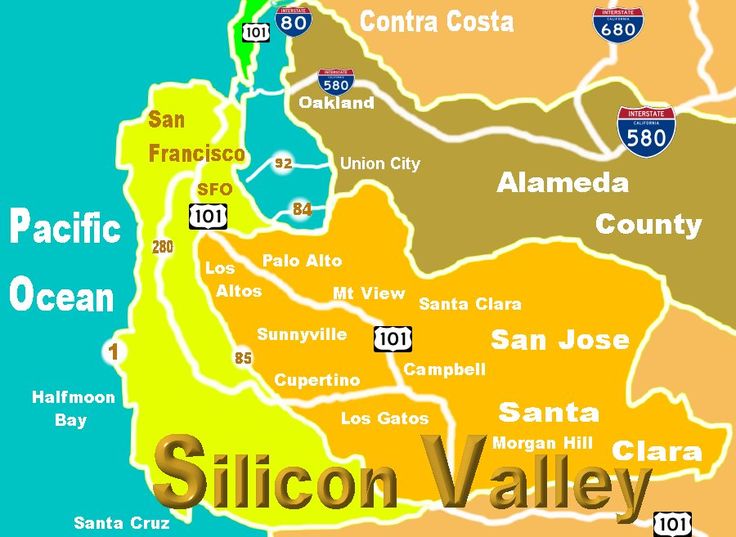 101
INTERSTATE
80
Contra Costa
INTERSTATE
CALIFORNIA
680
INTERSTATE
CALIFORNIA
580
Oakland
INTERSTATE
CALIFORNIA
580
San
Francisco
92
Union City
SFO
Alameda
County
101
84
Pacific
Ocean
280
Palo Alto
Los
Altos
Mt View
Santa Clara
Sunnyville
101
San Jose
1
85
Campbell
Cupertino
Halfmoon
Bay
Los Gatos
Santa
Clara
Morgan Hill
Silicon Valley
Santa Cruz
101